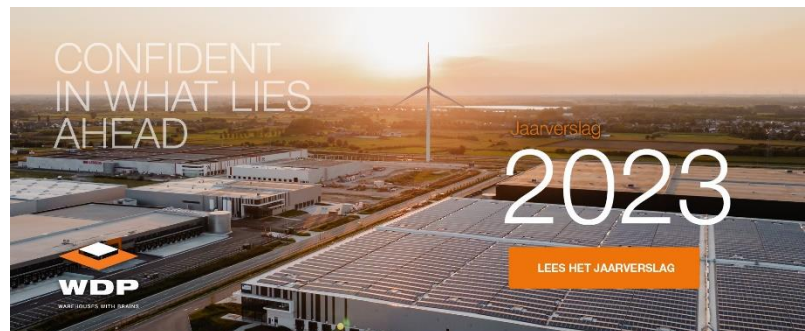 CONFIDENT
IN WHAT LIES
AHEAD
Jaarverslag
2023
LEES HET JAARVERSLAG
WDP
WAREHOUSES WITH BRAINS